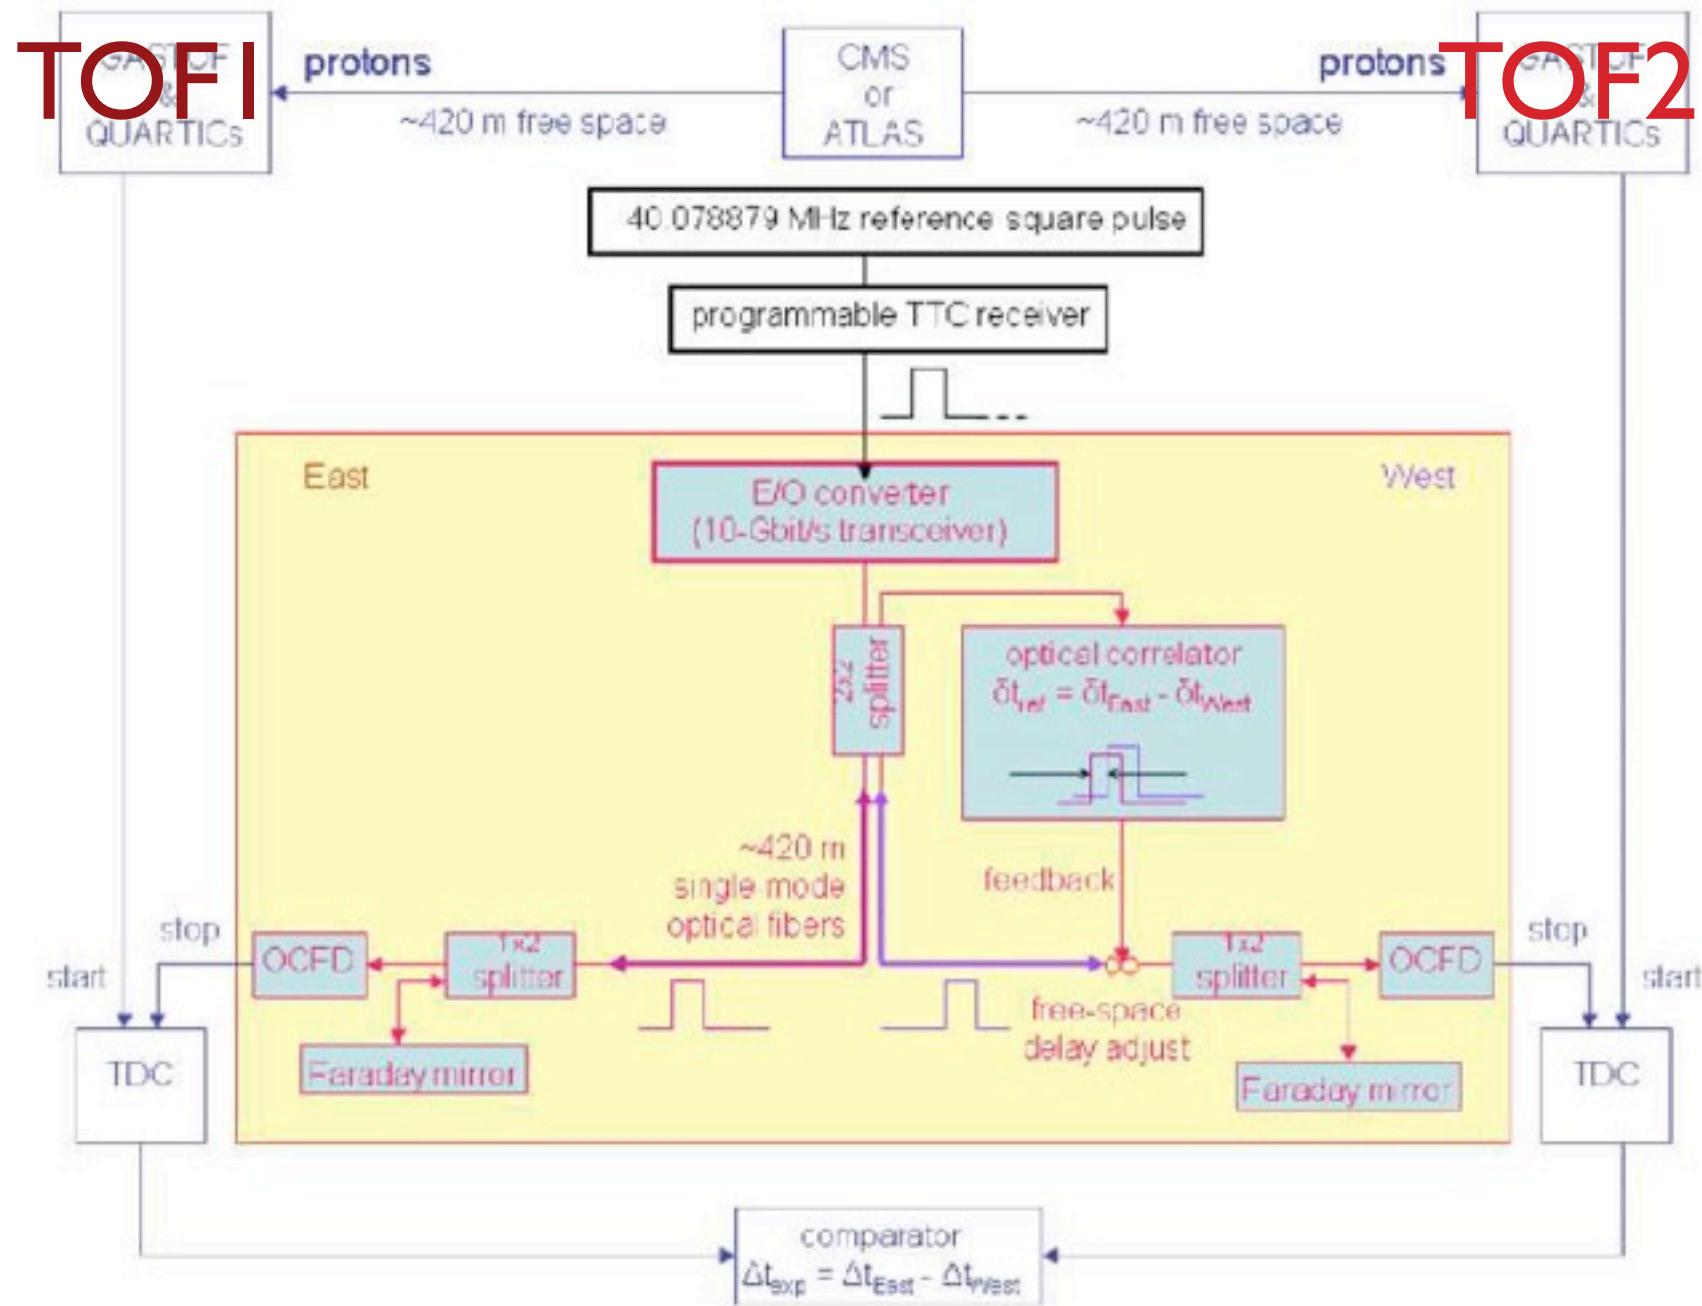 TOF1
GASTOF
&
QUARTICs
protons
~420 m free space
CMS
or
ATLAS
protons
~420 m free space
TOF2
GASTOF
&
QUARTICs
40.078879 MHz reference square pulse
programmable TTC receiver
East
West
E/O converter
(10-Gbit/s transceiver)
2x2
splitter
optical correlator
δtref = δtEast - δtWest
~420 m
single mode
optical fibers
feedback
stop
start
OCFD
1x2
splitter
Faraday mirror
TDC
free-space
delay adjust
1x2
splitter
OCFD
Faraday mirror
stop
start
TDC
comparator
Δtexp = ΔtEast - ΔtWest